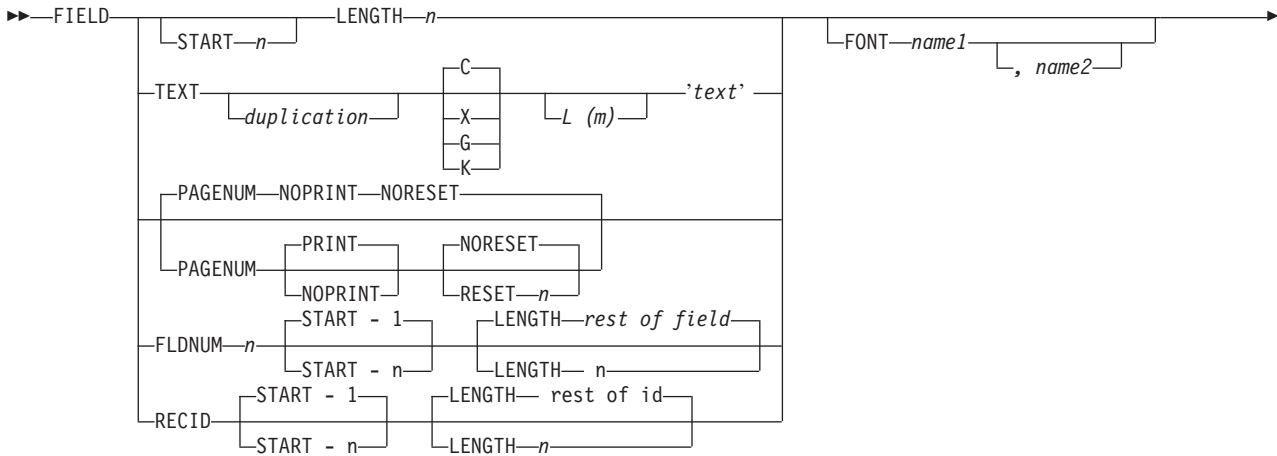 FIELD LENGTH n
START n FONT name1
, name2
TEXT C 'text'
duplication X L (m)
G
K
PAGENUM NOPRINT NORESET
PRINT NORESET
PAGENUM
NOPRINT RESET n
START - 1 LENGTH rest of field
FLDNUM n
START - n LENGTH n
START - 1 LENGTH rest of id
RECID
START - n LENGTH n